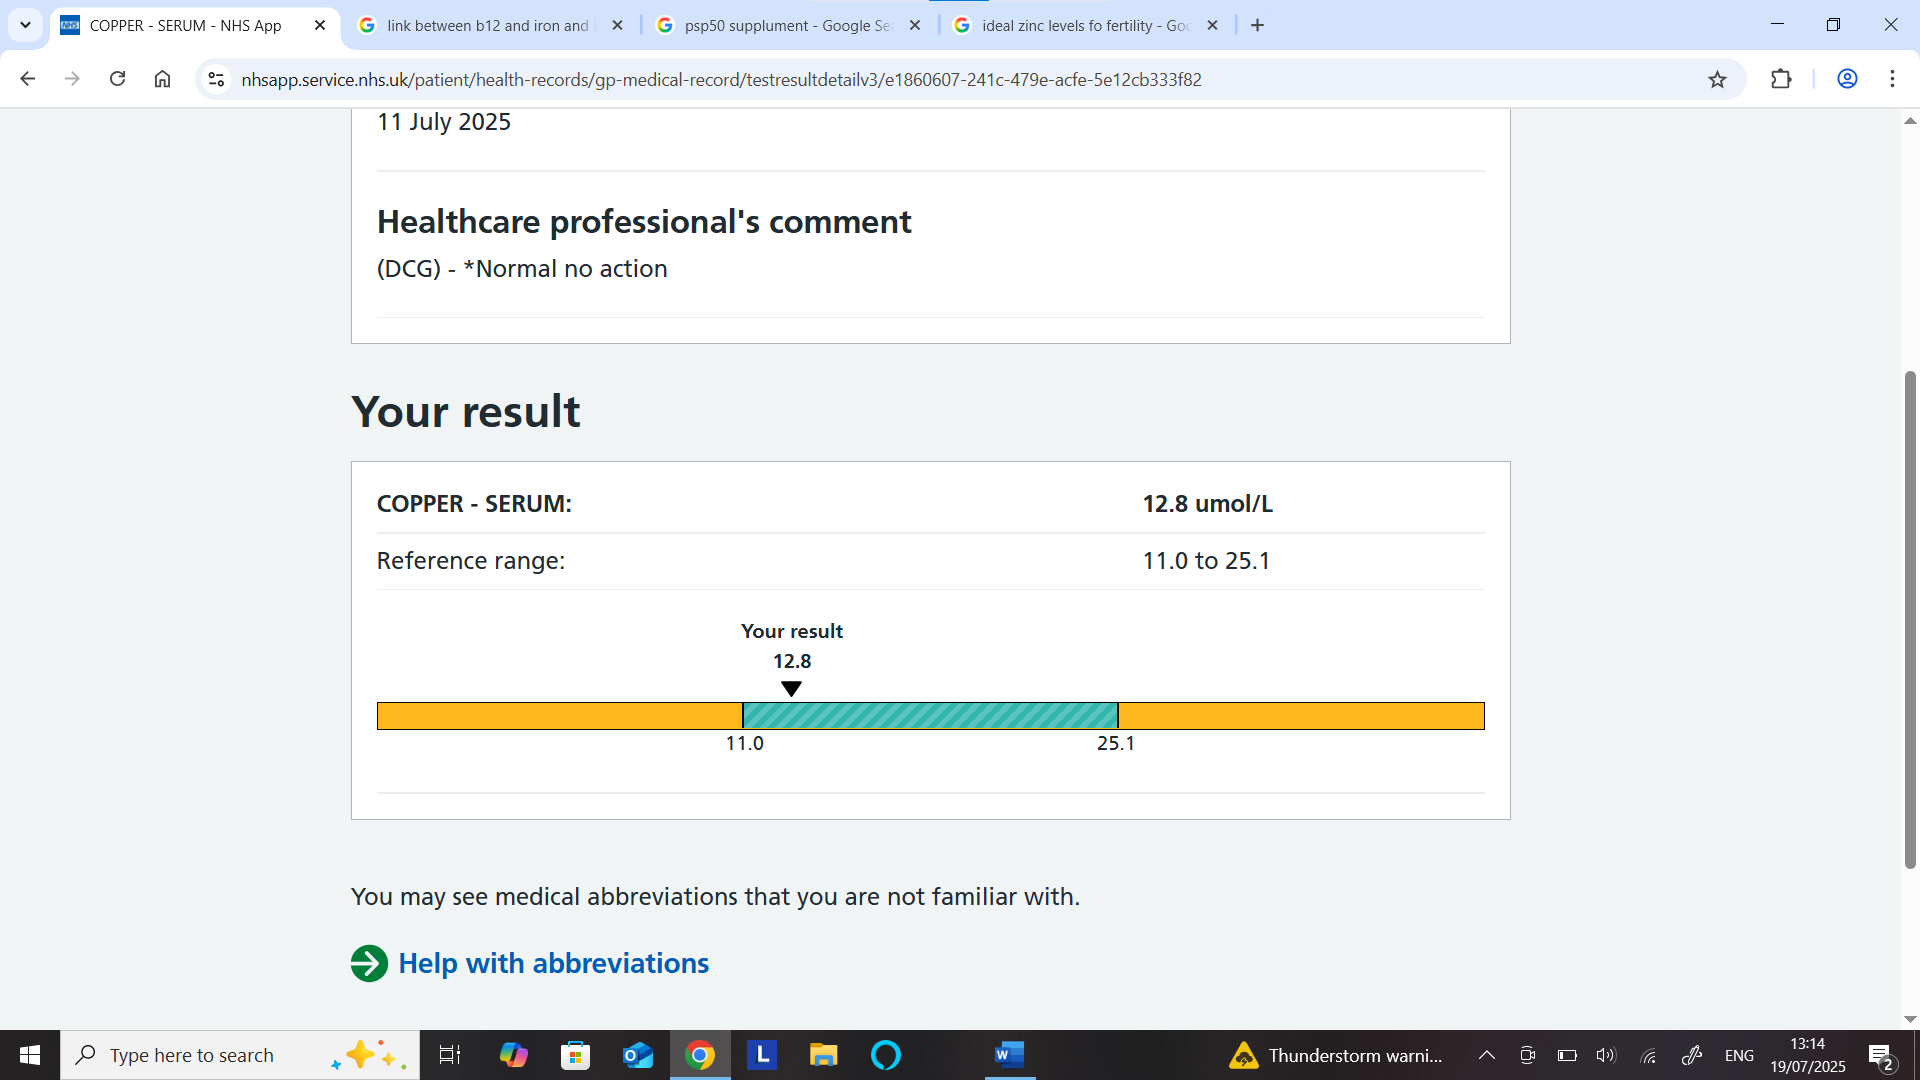 COPPER - SERUM - NHS App
link between b12 and iron and
psp50 supplument - Google Se
ideal zinc levels fo fertility - Goo
nhsapp.service.nhs.uk/patient/health-records/gp-medical-record/testresultdetailv3/e1860607-241c-479e-acfe-5e12cb333f82
11 July 2025
Healthcare professional's comment
(DCG) - *Normal no action
Your result
COPPER - SERUM: 12.8 umol/L
Reference range: 11.0 to 25.1
Your result
12.8
11.0 25.1
You may see medical abbreviations that you are not familiar with.
Help with abbreviations
Type here to search
Thunderstorm warni...
ENG
13:14
19/07/2025
2